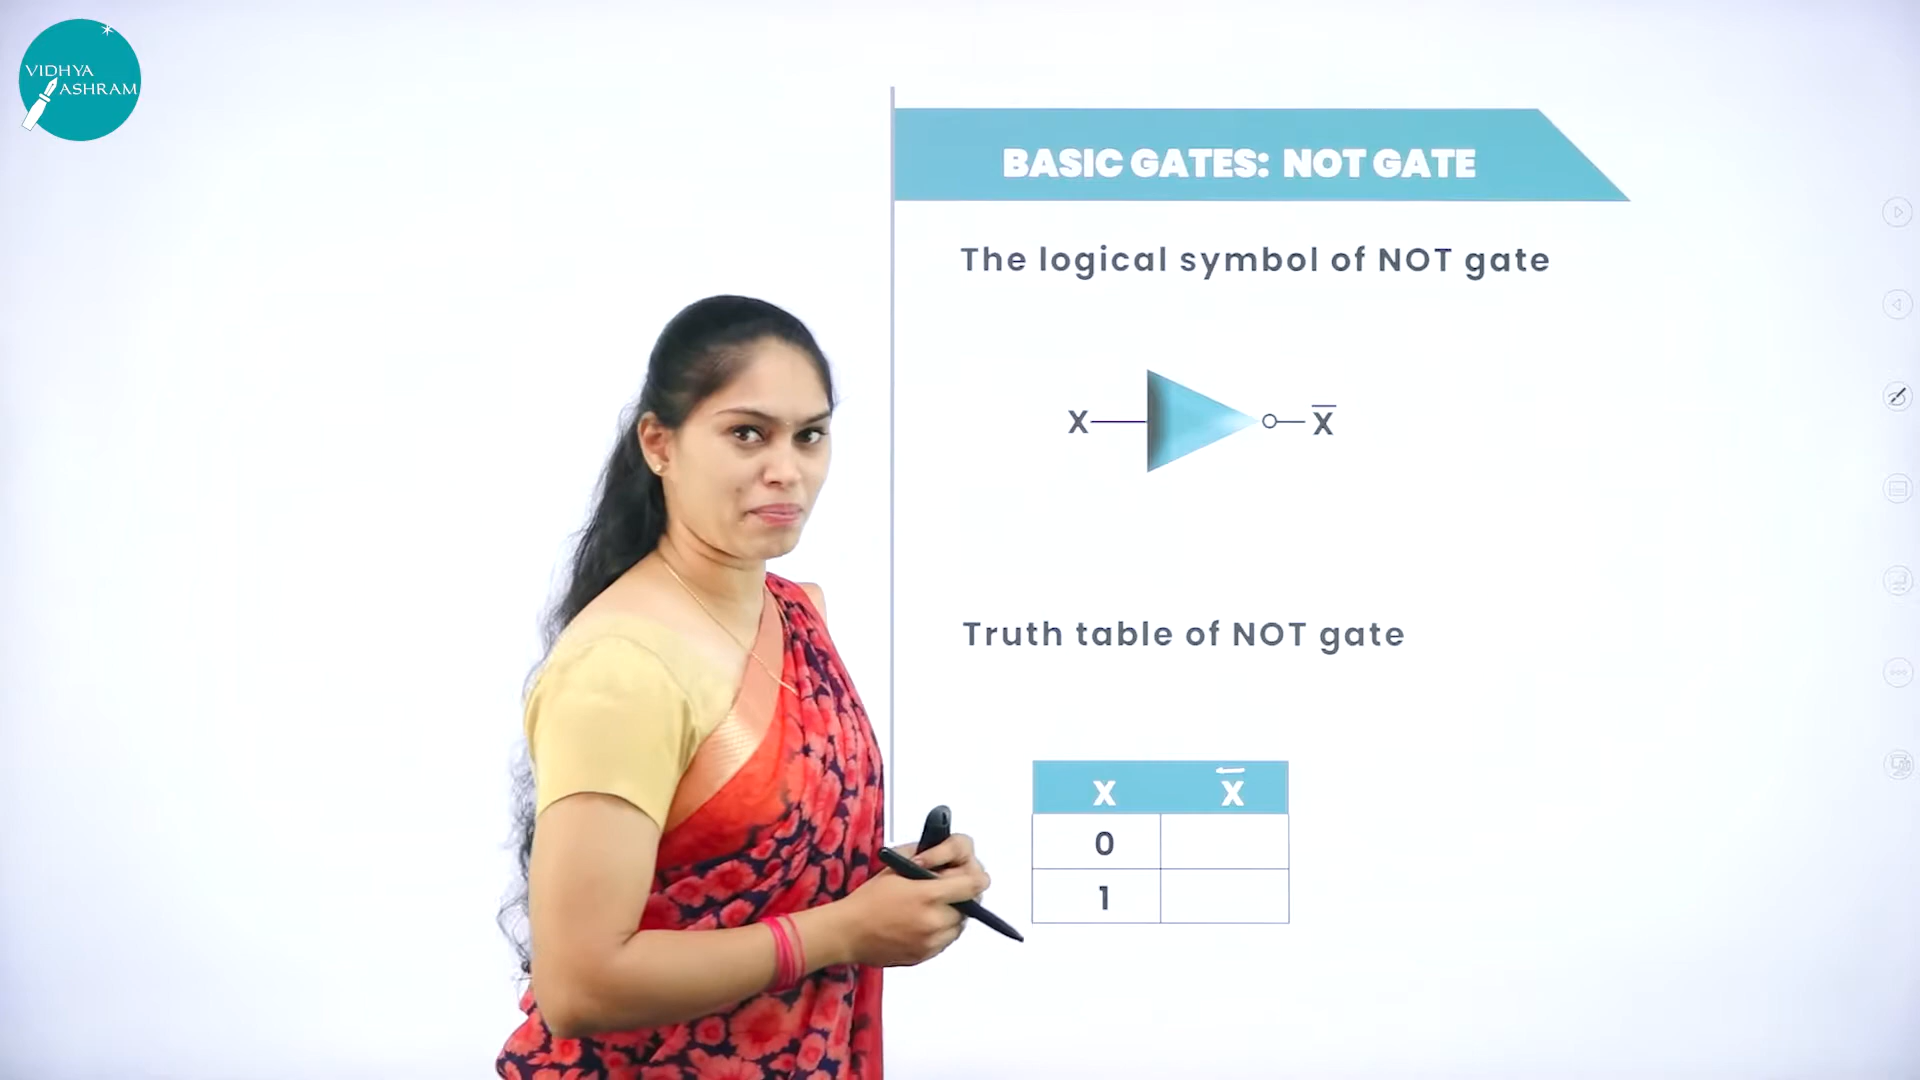 VIDHYA
ASHRAM
BASIC GATES: NOT GATE
The logical symbol of NOT gate
X X̅
Truth table of NOT gate
X X̅
0
1